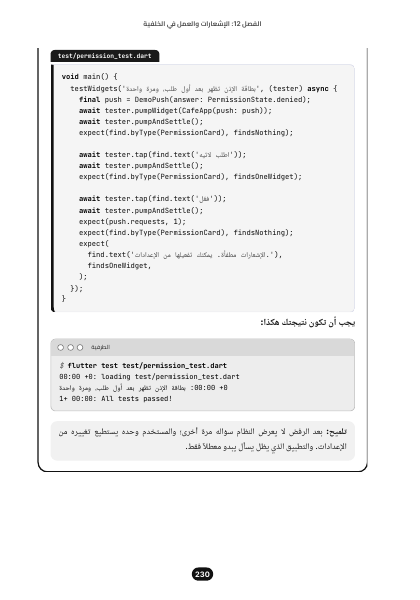 الفصل 12: الإشعارات والعمل في الخلفية
test/permission_test.dart
void main() {
testWidgets('بطاقة الإذن تظهر بعد أول طلب، ومرة واحدة', (tester) async {
final push = DemoPush(answer: PermissionState.denied);
await tester.pumpWidget(CafeApp(push: push));
await tester.pumpAndSettle();
expect(find.byType(PermissionCard), findsNothing);
await tester.tap(find.text('اطلب لاتيه'));
await tester.pumpAndSettle();
expect(find.byType(PermissionCard), findsOneWidget);
await tester.tap(find.text('فعّل'));
await tester.pumpAndSettle();
expect(push.requests, 1);
expect(find.byType(PermissionCard), findsNothing);
expect(
find.text('الإشعارات مطفأة. يمكنك تفعيلها من الإعدادات.'),
findsOneWidget,
);
});
}
يجب أن تكون نتيجتك هكذا:
الطرفية
$ flutter test test/permission_test.dart
00:00 +0: loading test/permission_test.dart
00:00 +0: بطاقة الإذن تظهر بعد أول طلب، ومرة واحدة
00:00 +1: All tests passed!
تلميح: بعد الرفض لا يعرض النظام سؤاله مرة أخرى؛ والمستخدم وحده يستطيع تغييره من
الإعدادات. والتطبيق الذي يظل يسأل يبدو معطلاً فقط.
230